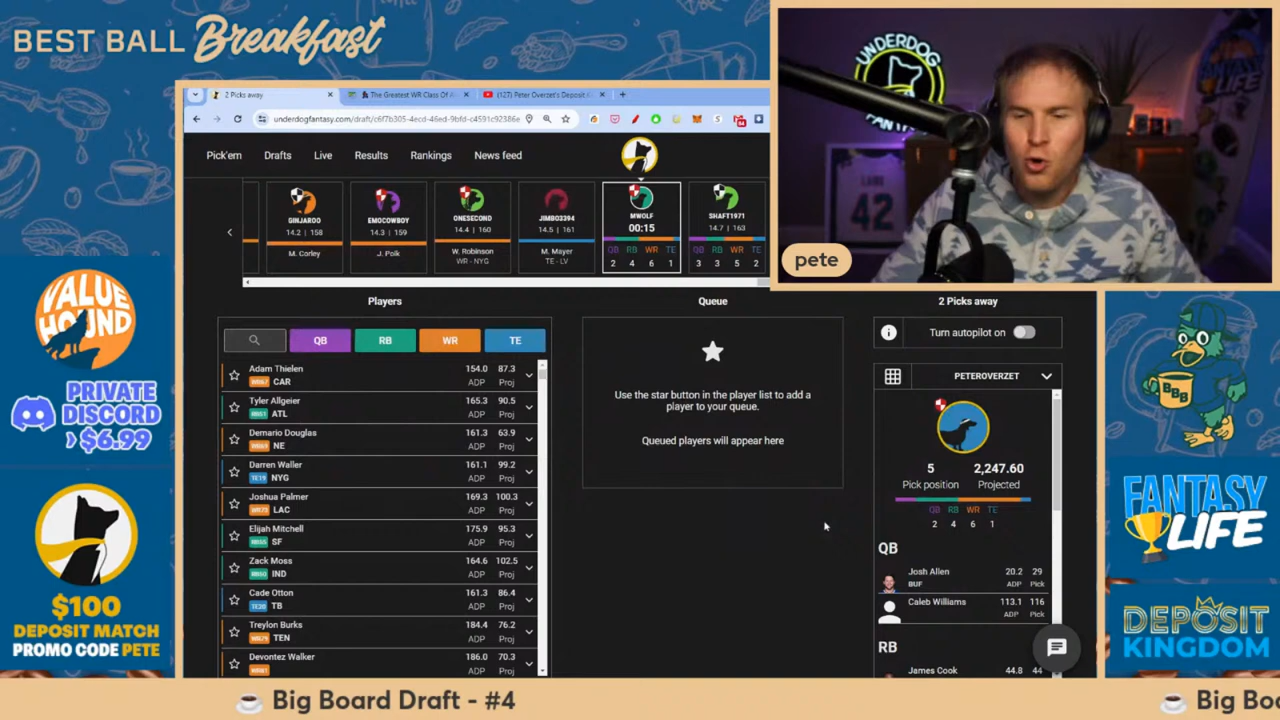 BEST BALL Breakfast
2 Picks away
The Greatest WR Class Of A
(127) Peter Overzet's Deposit K
underdogfantasy.com/draft/c6f7b305-4ecd-46ed-9bfd-c4591c92386e
Pick'em Drafts Live Results Rankings News feed
GIHJAROO
14.2 | 158
M. Corley
EMOCOWBOY
14.3 | 159
J. Polk
ONESECOND
14.4 | 160
W. Robinson
WR - NYG
JIMBO3394
14.5 | 161
M. Mayer
TE - LV
MWOLF
00:15
QB RB WR TE
2 4 6 1
SHAFT1971
14.7 | 163
QB RB WR TE
3 3 5 2
UNDERDOG
FANTASY
LAMB
42
FANTASY
LIFE
pete
Players
QB RB WR TE
Adam Thielen 154.0 87.3
CAR ADP Proj
Tyler Allgeier 165.3 90.5
ATL ADP Proj
Demario Douglas 161.3 63.9
NE ADP Proj
Darren Waller 161.1 99.2
TE19 NYG ADP Proj
Joshua Palmer 169.3 100.3
LAC ADP Proj
Elijah Mitchell 175.9 95.3
SF ADP Proj
Zack Moss 164.6 102.5
IND ADP Proj
Cade Otton 161.3 86.4
TE20 TB ADP Proj
Treylon Burks 184.4 76.2
TEN ADP Proj
Devontez Walker 186.0 70.3
Queue
Use the star button in the player list to add a
player to your queue.
Queued players will appear here
2 Picks away
Turn autopilot on
PETEROVERZET
5 2,247.60
Pick position Projected
QB RB WR TE
2 4 6 1
QB
Josh Allen 20.2 29
BUF ADP Pick
Caleb Williams 113.1 116
ADP Pick
RB
James Cook 44.8 44
VALUE
HOUND
PRIVATE
DISCORD
> $6.99
$100
DEPOSIT MATCH
PROMO CODE PETE
BBB
FANTASY
LIFE
DEPOSIT
KINGDOM
Big Board Draft - #4
Big Boa